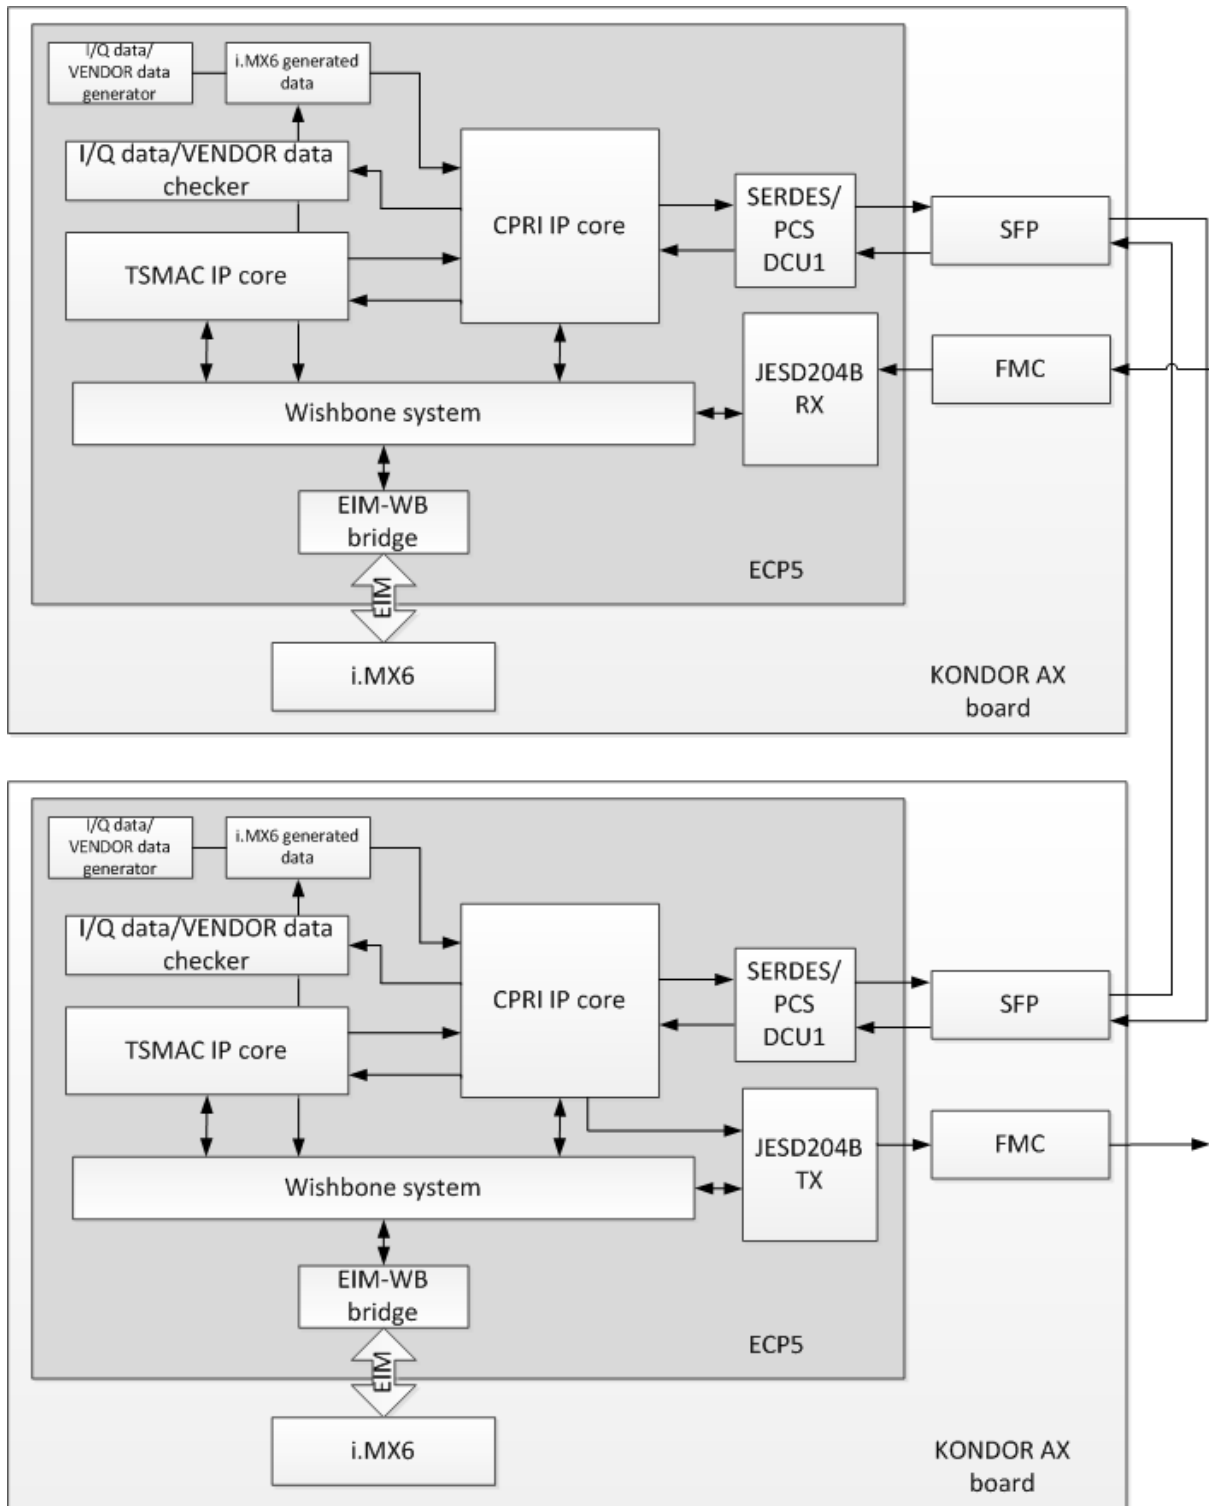 I/Q data/
VENDOR data
generator
i.MX6 generated
data
I/Q data/VENDOR data
checker
TSMAC IP core
CPRI IP core
SERDES/
PCS
DCU1
SFP
JESD204B
RX
FMC
Wishbone system
EIM-WB
bridge
ECP5
EIM
i.MX6
KONDOR AX
board
I/Q data/
VENDOR data
generator
i.MX6 generated
data
I/Q data/VENDOR data
checker
TSMAC IP core
CPRI IP core
SERDES/
PCS
DCU1
SFP
JESD204B
TX
FMC
Wishbone system
EIM-WB
bridge
ECP5
EIM
i.MX6
KONDOR AX
board